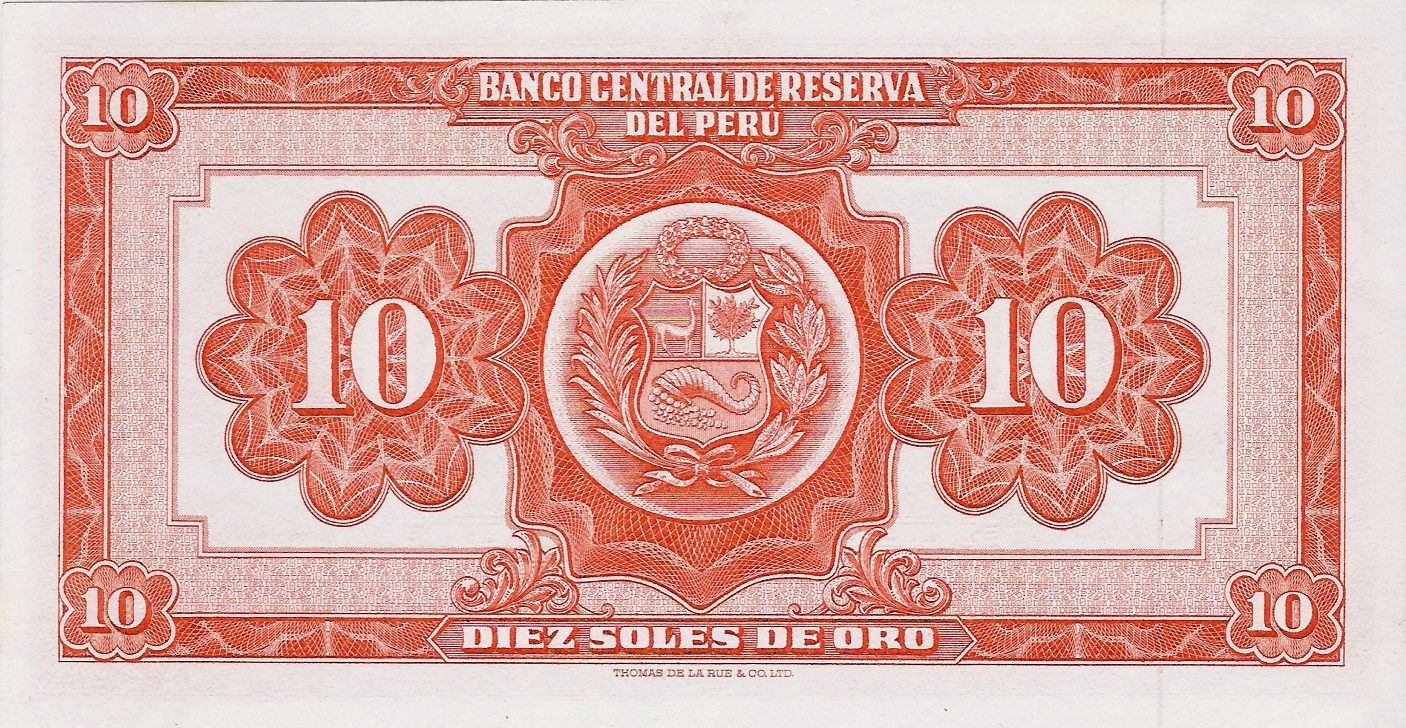 10 10
BANCO CENTRAL DE RESERVA
DEL PERÚ
10 10
10 10
DIEZ SOLES DE ORO
THOMAS DE LA RUE & CO. LTD.